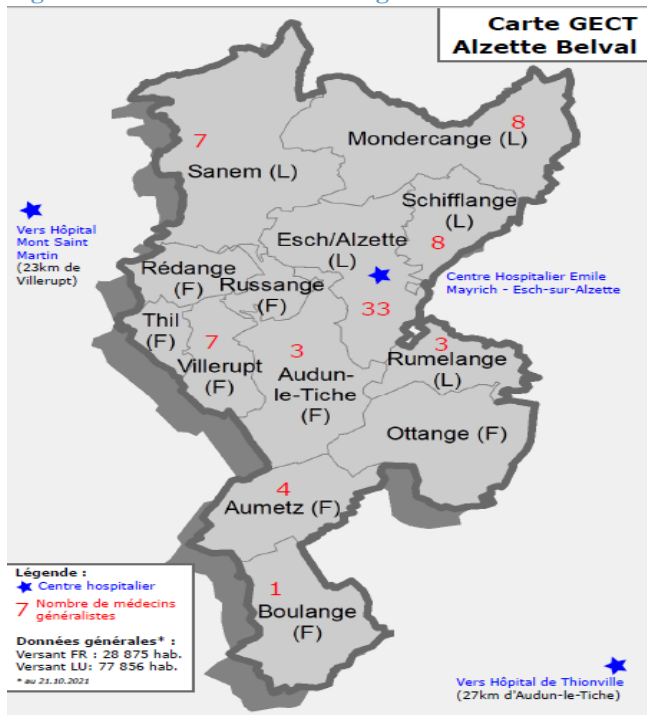 Carte GECT
Alzette Belval
8
7
Mondercange (L)
Sanem (L)
Schifflange
(L)
Vers Hôpital
Mont Saint
Martin
(23km de
Villerupt)
Esch/Alzette
(L)
8
Centre Hospitalier Emile
Mayrich - Esch-sur-Alzette
Rédange
(F)
Russange
(F)
33
Thil
(F)
7
Villerupt
(F)
3
Audun-
le-Tiche
(F)
3
Rumelange
(L)
Ottange (F)
4
Aumetz (F)
1
Boulange
(F)
Légende :
Centre hospitalier
7 Nombre de médecins
généralistes
Données générales* :
Versant FR : 28 875 hab.
Versant LU: 77 856 hab.
* au 21.10.2021
Vers Hôpital de Thionville
(27km d'Audun-le-Tiche)